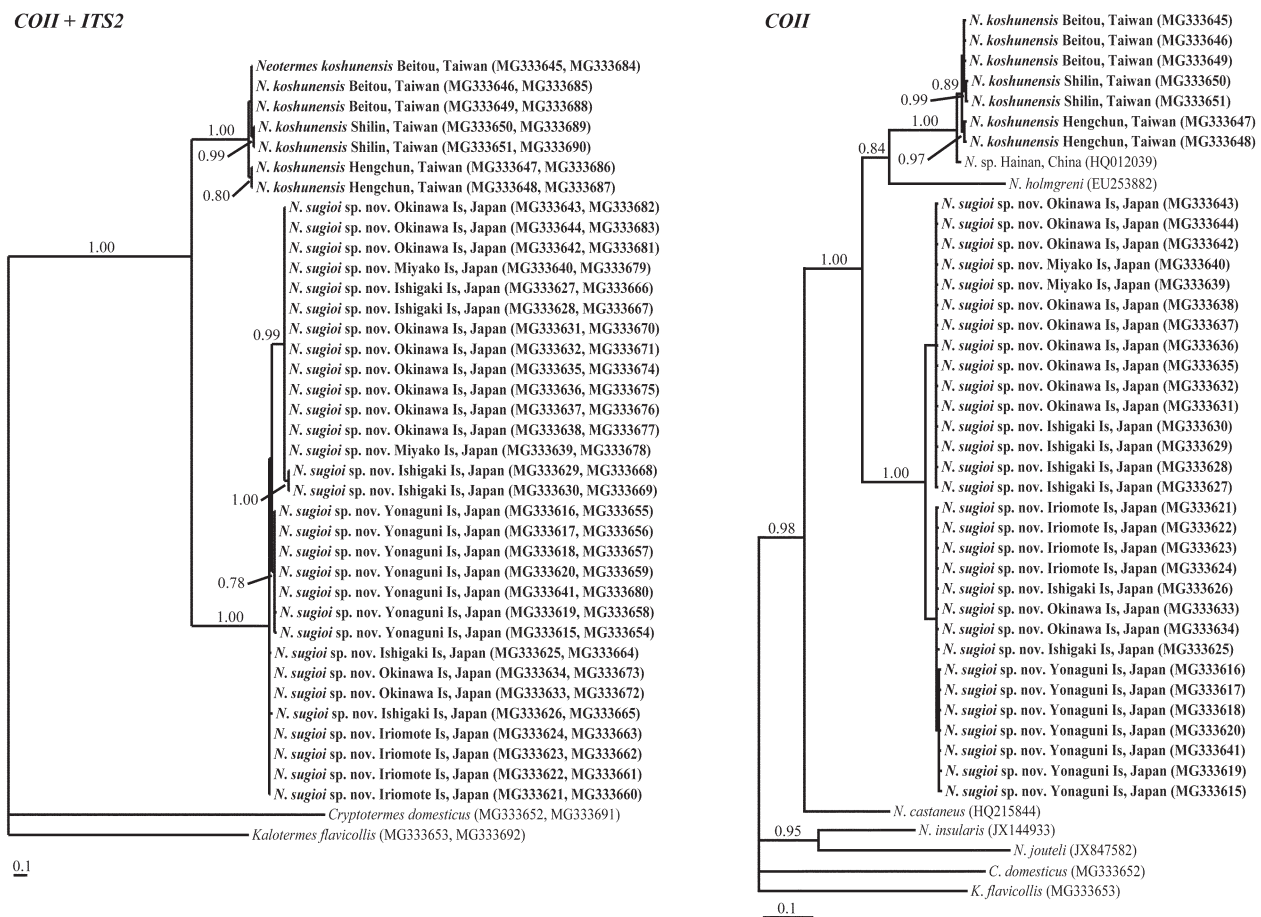 COII + ITS2
Neotermes koshunensis Beitou, Taiwan (MG333645, MG333684)
N. koshunensis Beitou, Taiwan (MG333646, MG333685)
N. koshunensis Beitou, Taiwan (MG333649, MG333688)
1.00
N. koshunensis Shilin, Taiwan (MG333650, MG333689)
0.99
N. koshunensis Shilin, Taiwan (MG333651, MG333690)
N. koshunensis Hengchun, Taiwan (MG333647, MG333686)
N. koshunensis Hengchun, Taiwan (MG333648, MG333687)
0.80
N. sugioi sp. nov. Okinawa Is, Japan (MG333643, MG333682)
N. sugioi sp. nov. Okinawa Is, Japan (MG333644, MG333683)
1.00
N. sugioi sp. nov. Okinawa Is, Japan (MG333642, MG333681)
N. sugioi sp. nov. Miyako Is, Japan (MG333640, MG333679)
N. sugioi sp. nov. Ishigaki Is, Japan (MG333627, MG333666)
N. sugioi sp. nov. Ishigaki Is, Japan (MG333628, MG333667)
N. sugioi sp. nov. Okinawa Is, Japan (MG333631, MG333670)
0.99
N. sugioi sp. nov. Okinawa Is, Japan (MG333632, MG333671)
N. sugioi sp. nov. Okinawa Is, Japan (MG333635, MG333674)
N. sugioi sp. nov. Okinawa Is, Japan (MG333636, MG333675)
N. sugioi sp. nov. Okinawa Is, Japan (MG333637, MG333676)
N. sugioi sp. nov. Okinawa Is, Japan (MG333638, MG333677)
N. sugioi sp. nov. Miyako Is, Japan (MG333639, MG333678)
N. sugioi sp. nov. Ishigaki Is, Japan (MG333629, MG333668)
N. sugioi sp. nov. Ishigaki Is, Japan (MG333630, MG333669)
1.00
N. sugioi sp. nov. Yonaguni Is, Japan (MG333616, MG333655)
N. sugioi sp. nov. Yonaguni Is, Japan (MG333617, MG333656)
N. sugioi sp. nov. Yonaguni Is, Japan (MG333618, MG333657)
N. sugioi sp. nov. Yonaguni Is, Japan (MG333620, MG333659)
0.78
N. sugioi sp. nov. Yonaguni Is, Japan (MG333641, MG333680)
N. sugioi sp. nov. Yonaguni Is, Japan (MG333619, MG333658)
1.00
N. sugioi sp. nov. Yonaguni Is, Japan (MG333615, MG333654)
N. sugioi sp. nov. Ishigaki Is, Japan (MG333625, MG333664)
N. sugioi sp. nov. Okinawa Is, Japan (MG333634, MG333673)
N. sugioi sp. nov. Okinawa Is, Japan (MG333633, MG333672)
N. sugioi sp. nov. Ishigaki Is, Japan (MG333626, MG333665)
N. sugioi sp. nov. Iriomote Is, Japan (MG333624, MG333663)
N. sugioi sp. nov. Iriomote Is, Japan (MG333623, MG333662)
N. sugioi sp. nov. Iriomote Is, Japan (MG333622, MG333661)
N. sugioi sp. nov. Iriomote Is, Japan (MG333621, MG333660)
Cryptotermes domesticus (MG333652, MG333691)
Kalotermes flavicollis (MG333653, MG333692)
0.1
COII
N. koshunensis Beitou, Taiwan (MG333645)
N. koshunensis Beitou, Taiwan (MG333646)
N. koshunensis Beitou, Taiwan (MG333649)
0.89
N. koshunensis Shilin, Taiwan (MG333650)
0.99
N. koshunensis Shilin, Taiwan (MG333651)
1.00
N. koshunensis Hengchun, Taiwan (MG333647)
N. koshunensis Hengchun, Taiwan (MG333648)
0.84
0.97
N. sp. Hainan, China (HQ012039)
N. holmgreni (EU253882)
N. sugioi sp. nov. Okinawa Is, Japan (MG333643)
N. sugioi sp. nov. Okinawa Is, Japan (MG333644)
N. sugioi sp. nov. Okinawa Is, Japan (MG333642)
1.00
N. sugioi sp. nov. Miyako Is, Japan (MG333640)
N. sugioi sp. nov. Miyako Is, Japan (MG333639)
N. sugioi sp. nov. Okinawa Is, Japan (MG333638)
N. sugioi sp. nov. Okinawa Is, Japan (MG333637)
N. sugioi sp. nov. Okinawa Is, Japan (MG333636)
N. sugioi sp. nov. Okinawa Is, Japan (MG333635)
N. sugioi sp. nov. Okinawa Is, Japan (MG333632)
N. sugioi sp. nov. Okinawa Is, Japan (MG333631)
N. sugioi sp. nov. Ishigaki Is, Japan (MG333630)
N. sugioi sp. nov. Ishigaki Is, Japan (MG333629)
N. sugioi sp. nov. Ishigaki Is, Japan (MG333628)
1.00
N. sugioi sp. nov. Ishigaki Is, Japan (MG333627)
N. sugioi sp. nov. Iriomote Is, Japan (MG333621)
N. sugioi sp. nov. Iriomote Is, Japan (MG333622)
0.98
N. sugioi sp. nov. Iriomote Is, Japan (MG333623)
N. sugioi sp. nov. Iriomote Is, Japan (MG333624)
N. sugioi sp. nov. Ishigaki Is, Japan (MG333626)
N. sugioi sp. nov. Okinawa Is, Japan (MG333633)
N. sugioi sp. nov. Okinawa Is, Japan (MG333634)
N. sugioi sp. nov. Ishigaki Is, Japan (MG333625)
N. sugioi sp. nov. Yonaguni Is, Japan (MG333616)
N. sugioi sp. nov. Yonaguni Is, Japan (MG333617)
N. sugioi sp. nov. Yonaguni Is, Japan (MG333618)
N. sugioi sp. nov. Yonaguni Is, Japan (MG333620)
N. sugioi sp. nov. Yonaguni Is, Japan (MG333641)
N. sugioi sp. nov. Yonaguni Is, Japan (MG333619)
N. sugioi sp. nov. Yonaguni Is, Japan (MG333615)
N. castaneus (HQ215844)
0.95
N. insularis (JX144933)
N. jouteli (JX847582)
C. domesticus (MG333652)
K. flavicollis (MG333653)
0.1